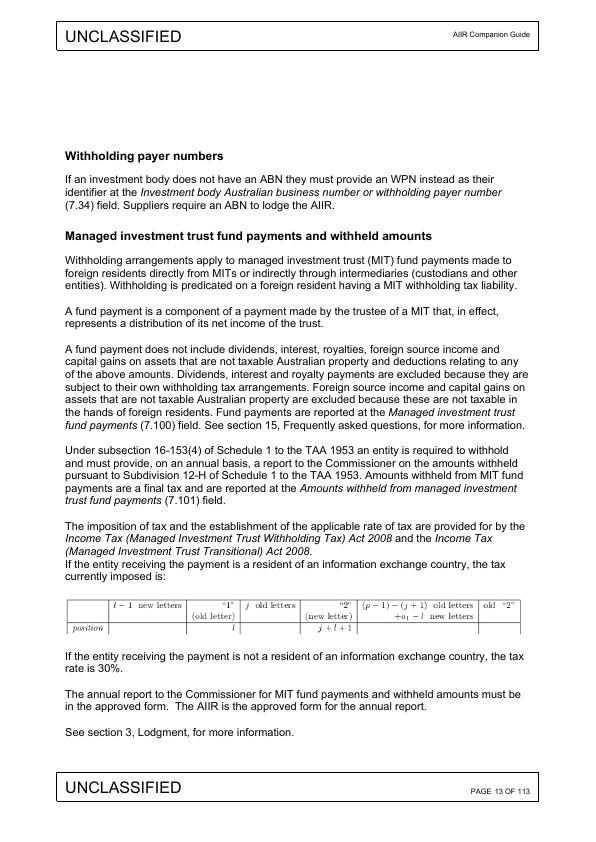 UNCLASSIFIED
AIIR Companion Guide
Withholding payer numbers
If an investment body does not have an ABN they must provide an WPN instead as their
identifier at the Investment body Australian business number or withholding payer number
(7.34) field. Suppliers require an ABN to lodge the AIIR.
Managed investment trust fund payments and withheld amounts
Withholding arrangements apply to managed investment trust (MIT) fund payments made to
foreign residents directly from MITs or indirectly through intermediaries (custodians and other
entities). Withholding is predicated on a foreign resident having a MIT withholding tax liability.
A fund payment is a component of a payment made by the trustee of a MIT that, in effect,
represents a distribution of its net income of the trust.
A fund payment does not include dividends, interest, royalties, foreign source income and
capital gains on assets that are not taxable Australian property and deductions relating to any
of the above amounts. Dividends, interest and royalty payments are excluded because they are
subject to their own withholding tax arrangements. Foreign source income and capital gains on
assets that are not taxable Australian property are excluded because these are not taxable in
the hands of foreign residents. Fund payments are reported at the Managed investment trust
fund payments (7.100) field. See section 15, Frequently asked questions, for more information.
Under subsection 16-153(4) of Schedule 1 to the TAA 1953 an entity is required to withhold
and must provide, on an annual basis, a report to the Commissioner on the amounts withheld
pursuant to Subdivision 12-H of Schedule 1 to the TAA 1953. Amounts withheld from MIT fund
payments are a final tax and are reported at the Amounts withheld from managed investment
trust fund payments (7.101) field.
The imposition of tax and the establishment of the applicable rate of tax are provided for by the
Income Tax (Managed Investment Trust Withholding Tax) Act 2008 and the Income Tax
(Managed Investment Trust Transitional) Act 2008.
If the entity receiving the payment is a resident of an information exchange country, the tax
currently imposed is:
l − 1 new letters "1" j old letters "2" (p − 1) − (j + 1) old letters old "2"
(old letter) (new letter) +a₁ − l new letters
position l j + l + 1
If the entity receiving the payment is not a resident of an information exchange country, the tax
rate is 30%.
The annual report to the Commissioner for MIT fund payments and withheld amounts must be
in the approved form. The AIIR is the approved form for the annual report.
See section 3, Lodgment, for more information.
UNCLASSIFIED
PAGE 13 OF 113